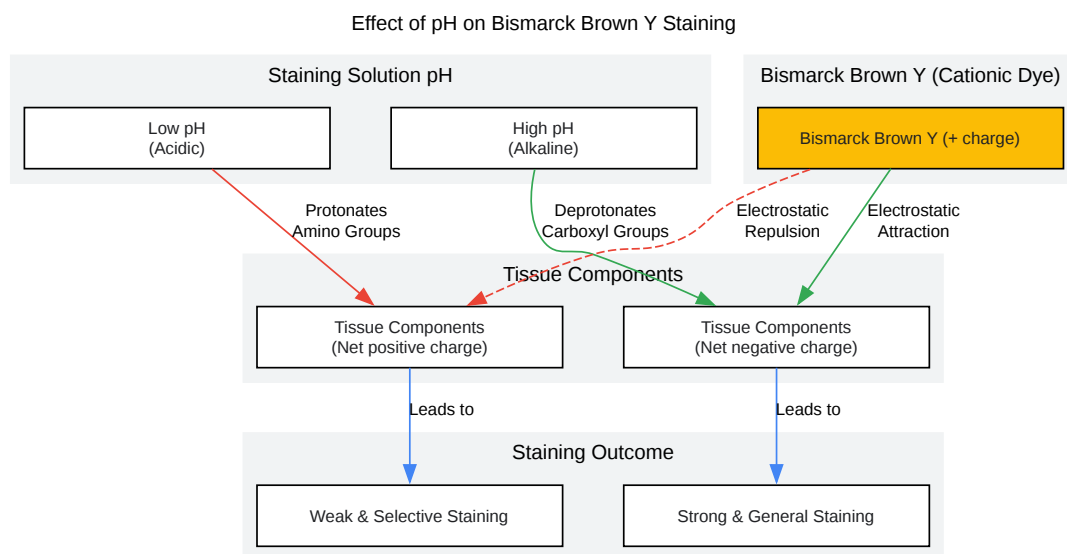 Effect of pH on Bismarck Brown Y Staining
Staining Solution pH
Bismarck Brown Y (Cationic Dye)
Low pH
(Acidic)
High pH
(Alkaline)
Bismarck Brown Y (+ charge)
Protonates
Amino Groups
Deprotonates
Carboxyl Groups
Electrostatic
Repulsion
Electrostatic
Attraction
Tissue Components
Tissue Components
(Net positive charge)
Tissue Components
(Net negative charge)
Leads to
Leads to
Staining Outcome
Weak & Selective Staining
Strong & General Staining